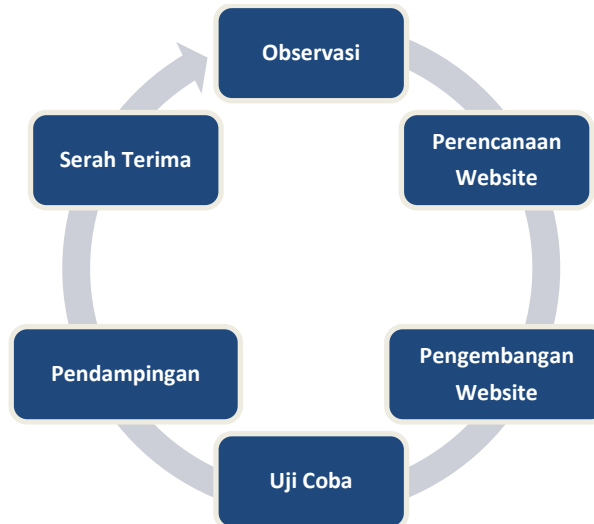 Observasi
Perencanaan
Website
Pengembangan
Website
Uji Coba
Pendampingan
Serah Terima